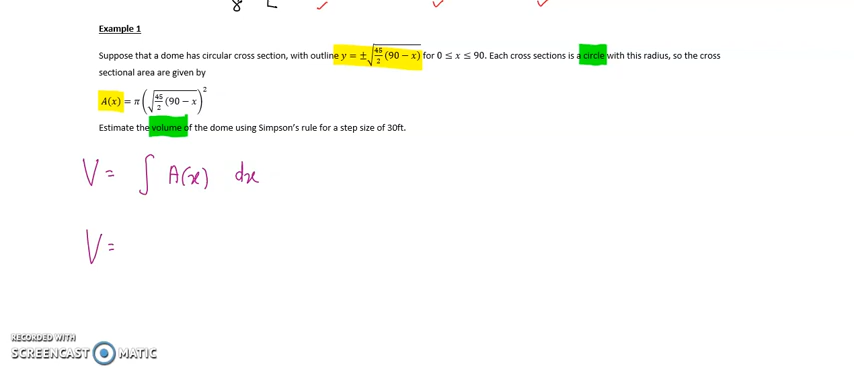 8 [
Example 1
Suppose that a dome has circular cross section, with outline y = ±√(45/2 (90 − x)) for 0 ≤ x ≤ 90. Each cross sections is a circle with this radius, so the cross
sectional area are given by
A(x) = π(√(45/2 (90 − x))²
Estimate the volume of the dome using Simpson's rule for a step size of 30ft.
V = ∫ A(x) dx
V =
RECORDED WITH
SCREENCAST MATIC